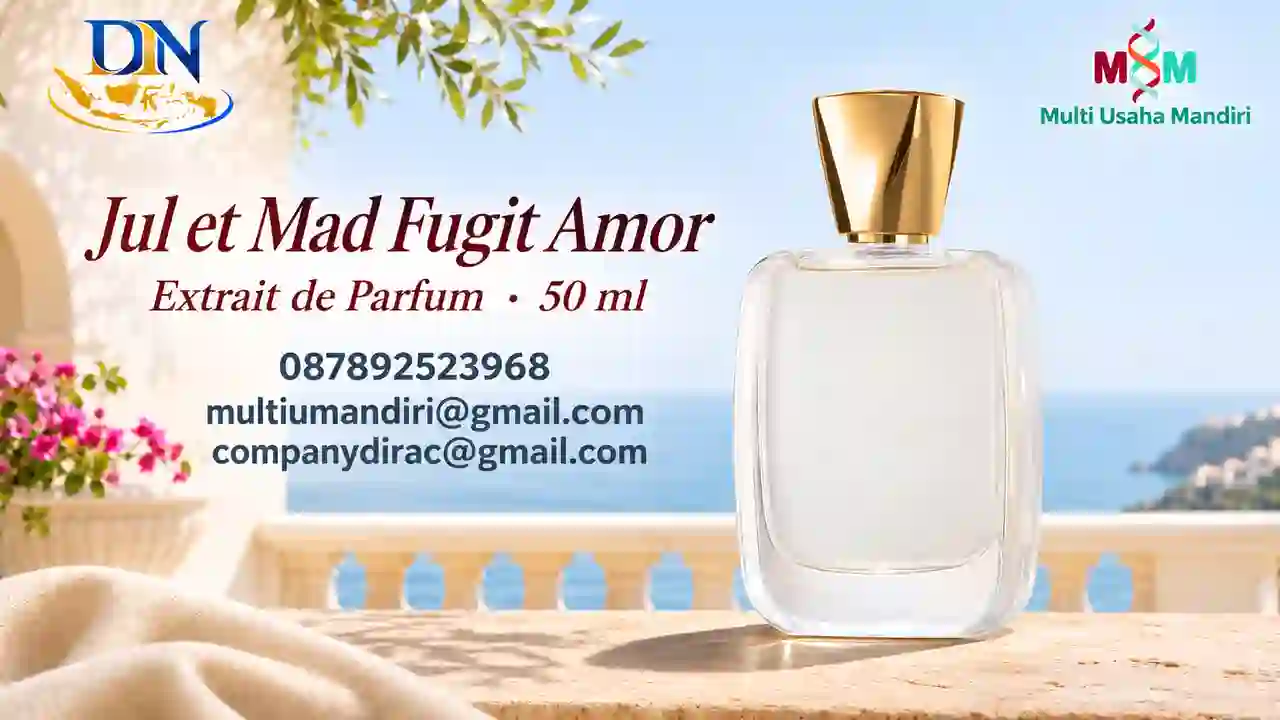 DN
MSM
Multi Usaha Mandiri
Jul et Mad Fugit Amor
Extrait de Parfum • 50 ml
087892523968
multiumandiri@gmail.com
companydirac@gmail.com